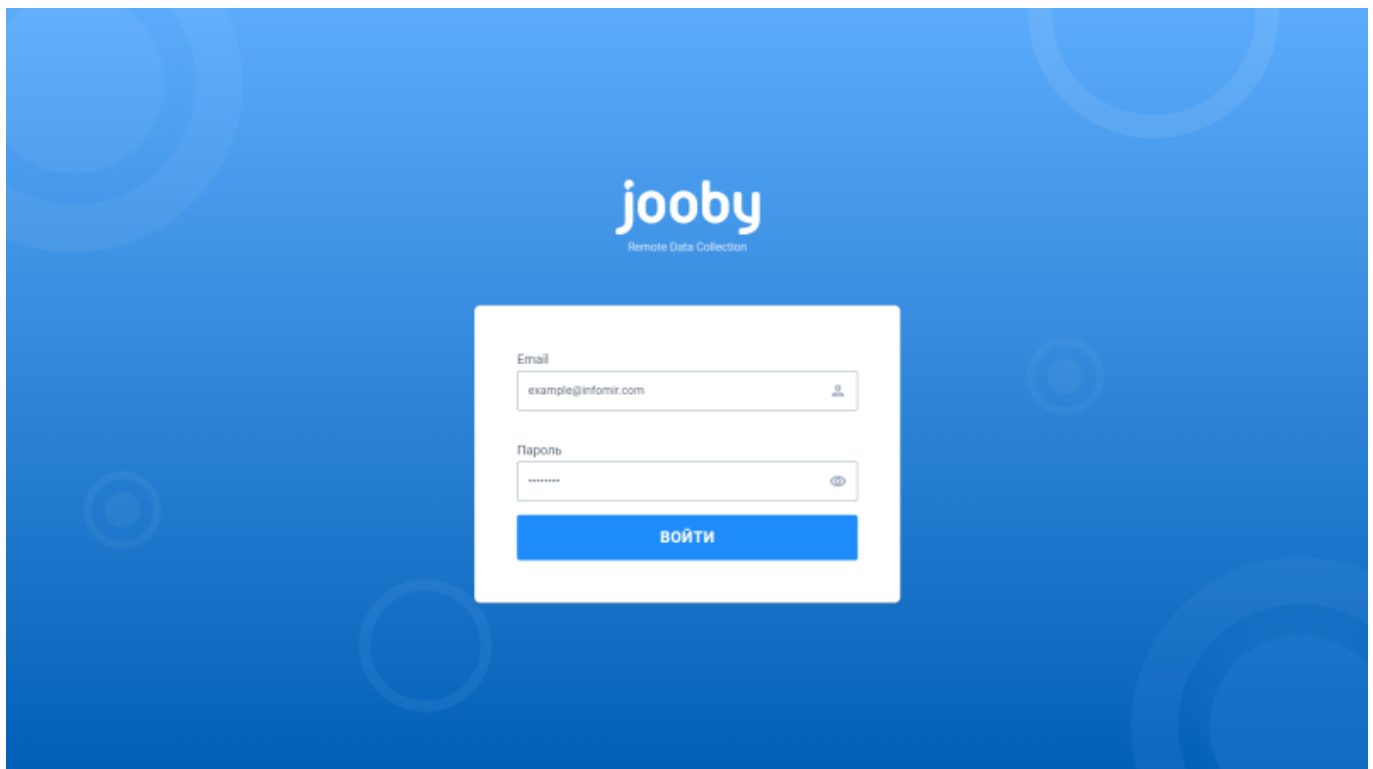 jooby
Remote Data Collection
Email
example@infomir.com
Пароль
ВОЙТИ